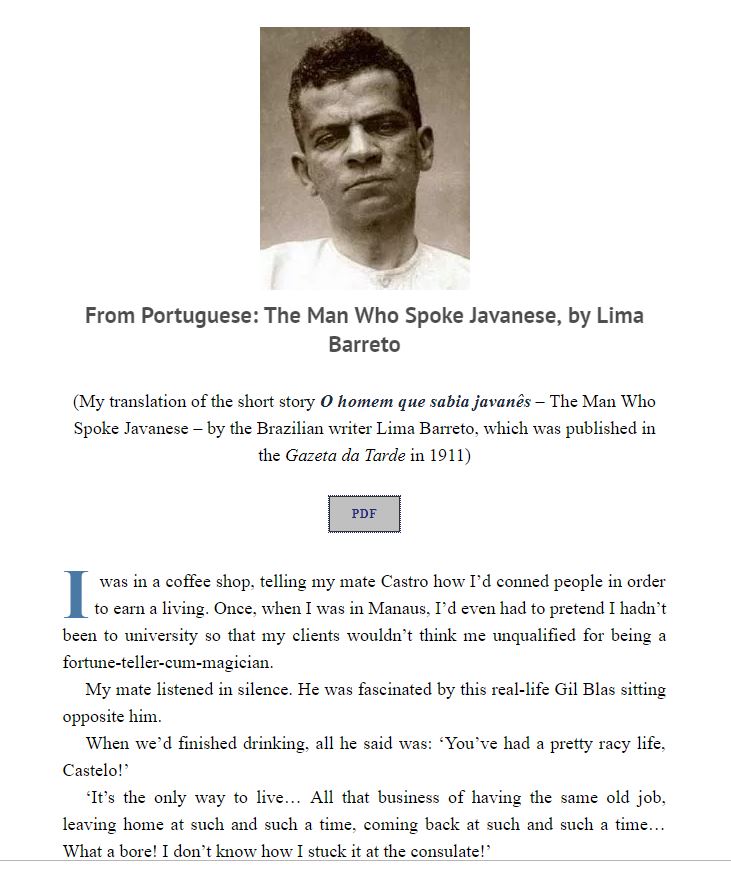 From Portuguese: The Man Who Spoke Javanese, by Lima
Barreto
(My translation of the short story O homem que sabia javanês – The Man Who
Spoke Javanese – by the Brazilian writer Lima Barreto, which was published in
the Gazeta da Tarde in 1911)
PDF
I was in a coffee shop, telling my mate Castro how I’d conned people in order
to earn a living. Once, when I was in Manaus, I’d even had to pretend I hadn’t
been to university so that my clients wouldn’t think me unqualified for being a
fortune-teller-cum-magician.
My mate listened in silence. He was fascinated by this real-life Gil Blas sitting
opposite him.
When we’d finished drinking, all he said was: ‘You’ve had a pretty racy life,
Castelo!’
‘It’s the only way to live… All that business of having the same old job,
leaving home at such and such a time, coming back at such and such a time…
What a bore! I don’t know how I stuck it at the consulate!’